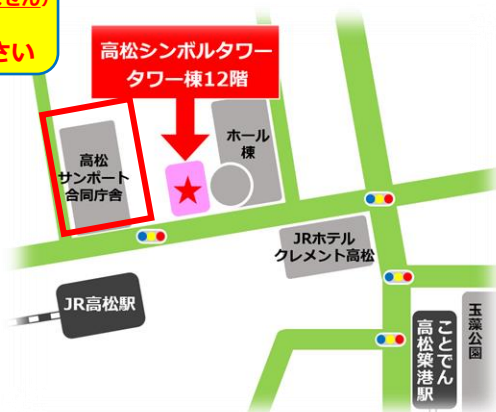 せん）
さい
高松シンボルタワー
タワー棟12階
ホール
棟
高松
サンポート
合同庁舎
JRホテル
クレメント高松
JR高松駅
ことでん
高松築港駅
玉藻公園